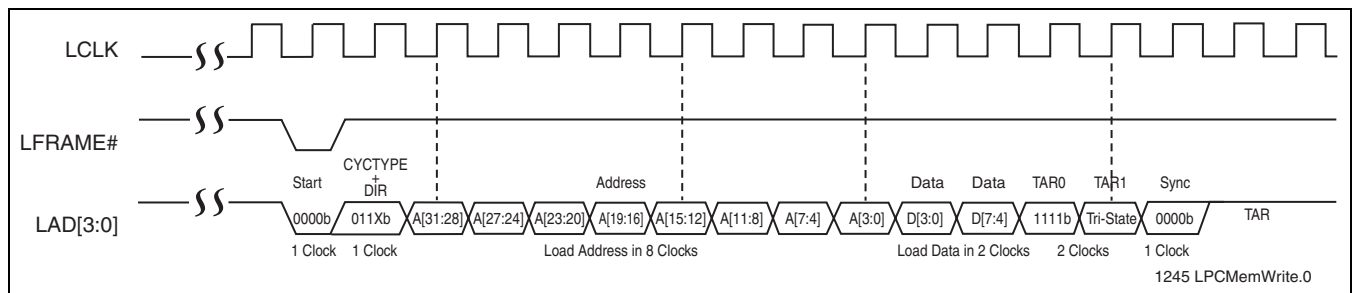 LCLK
LFRAME#
CYCTYPE
+
DIR
Start Address Data Data TAR0 TAR1 Sync
LAD[3:0] 0000b 011Xb A[31:28] A[27:24] A[23:20] A[19:16] A[15:12] A[11:8] A[7:4] A[3:0] D[3:0] D[7:4] 1111b Tri-State 0000b TAR
1 Clock 1 Clock Load Address in 8 Clocks Load Data in 2 Clocks 2 Clocks 1 Clock
1245 LPCMemWrite.0